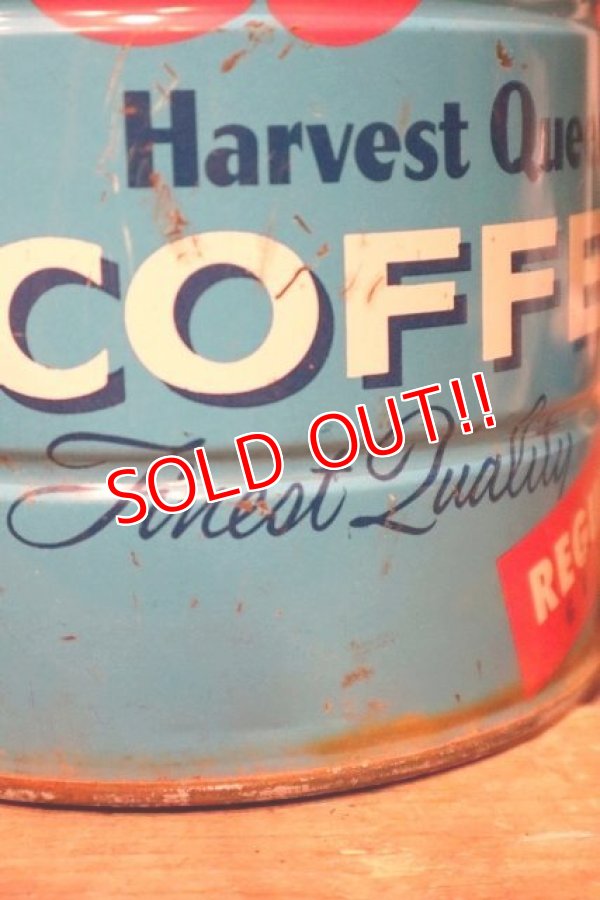 Harvest Que
COFFE
SOLD OUT!!
Finest Quality
REG